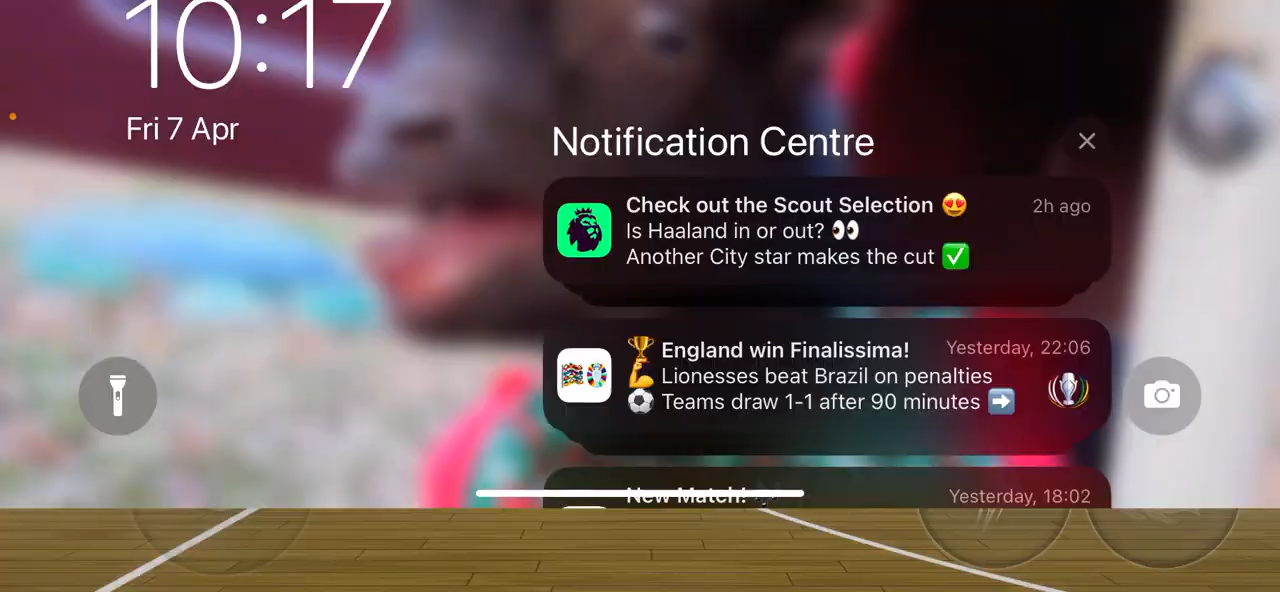 10:17
Fri 7 Apr
Notification Centre
Check out the Scout Selection 😍 2h ago
Is Haaland in or out? 👀
Another City star makes the cut ✅
🏆 England win Finalissima! Yesterday, 22:06
💪 Lionesses beat Brazil on penalties
⚽ Teams draw 1-1 after 90 minutes ➡️
New Match! Yesterday, 18:02